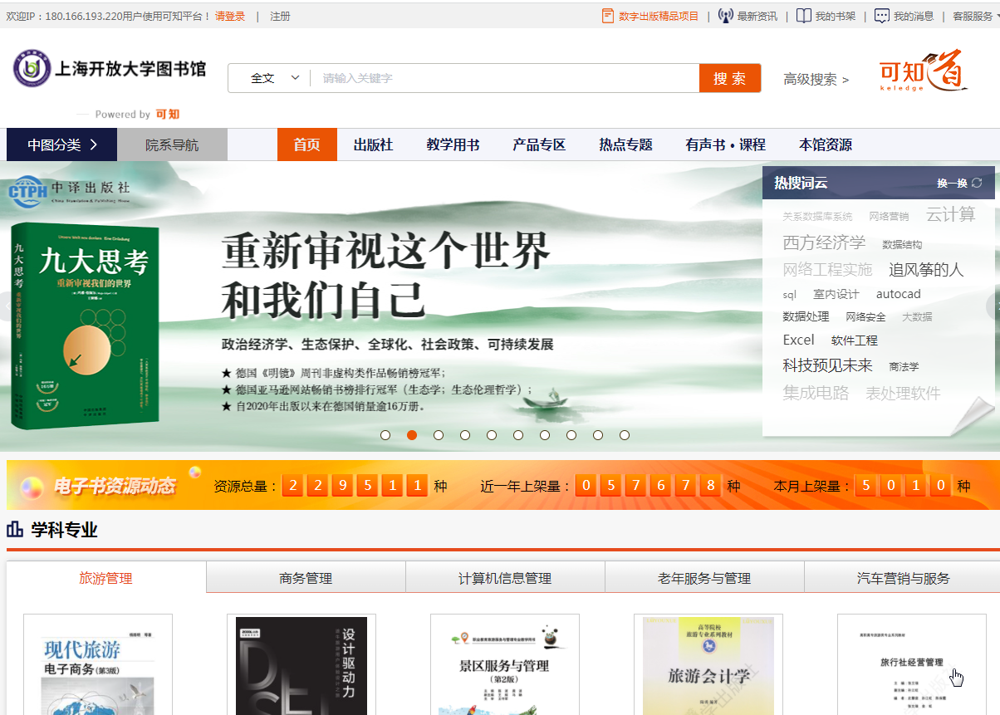 欢迎IP：180.166.193.220用户使用可知平台！ 请登录 | 注册
数字出版精品项目 | 最新资讯 | 我的书架 | 我的消息 | 客服服务
上海开放大学图书馆
Powered by 可知
全文 请输入关键字 搜 索 高级搜索 >
可知道
keledge
中图分类 院系导航 首页 出版社 教学用书 产品专区 热点专题 有声书•课程 本馆资源
CTPH 中译出版社
China Translation & Publishing House
九大思考
重新审视我们的世界
九大思考
重新审视我们的世界
重新审视这个世界
和我们自己
政治经济学、生态保护、全球化、社会政策、可持续发展
★ 德国《明镜》周刊非虚构类作品畅销榜冠军；
★ 德国亚马逊网站畅销书榜排行冠军（生态学；生态伦理哲学）；
★ 自2020年出版以来在德国销量逾16万册。
热搜词云 换一换
关系数据库系统 网络营销 云计算
西方经济学 数据结构
网络工程实施 追风筝的人
sql 室内设计 autocad
数据处理 网络安全 大数据
Excel 软件工程
科技预见未来 商法学
集成电路 表处理软件
电子书资源动态 资源总量： 2 2 9 5 1 1 种 近一年上架量： 0 5 7 6 7 8 种 本月上架量： 5 0 1 0 种
学科专业
旅游管理 商务管理 计算机信息管理 老年服务与管理 汽车营销与服务
现代旅游
电子商务(第3版)
设计驱动力
景区服务与管理
(第2版)
高等院校
旅游专业系列教材
旅游会计学
旅行社经营管理